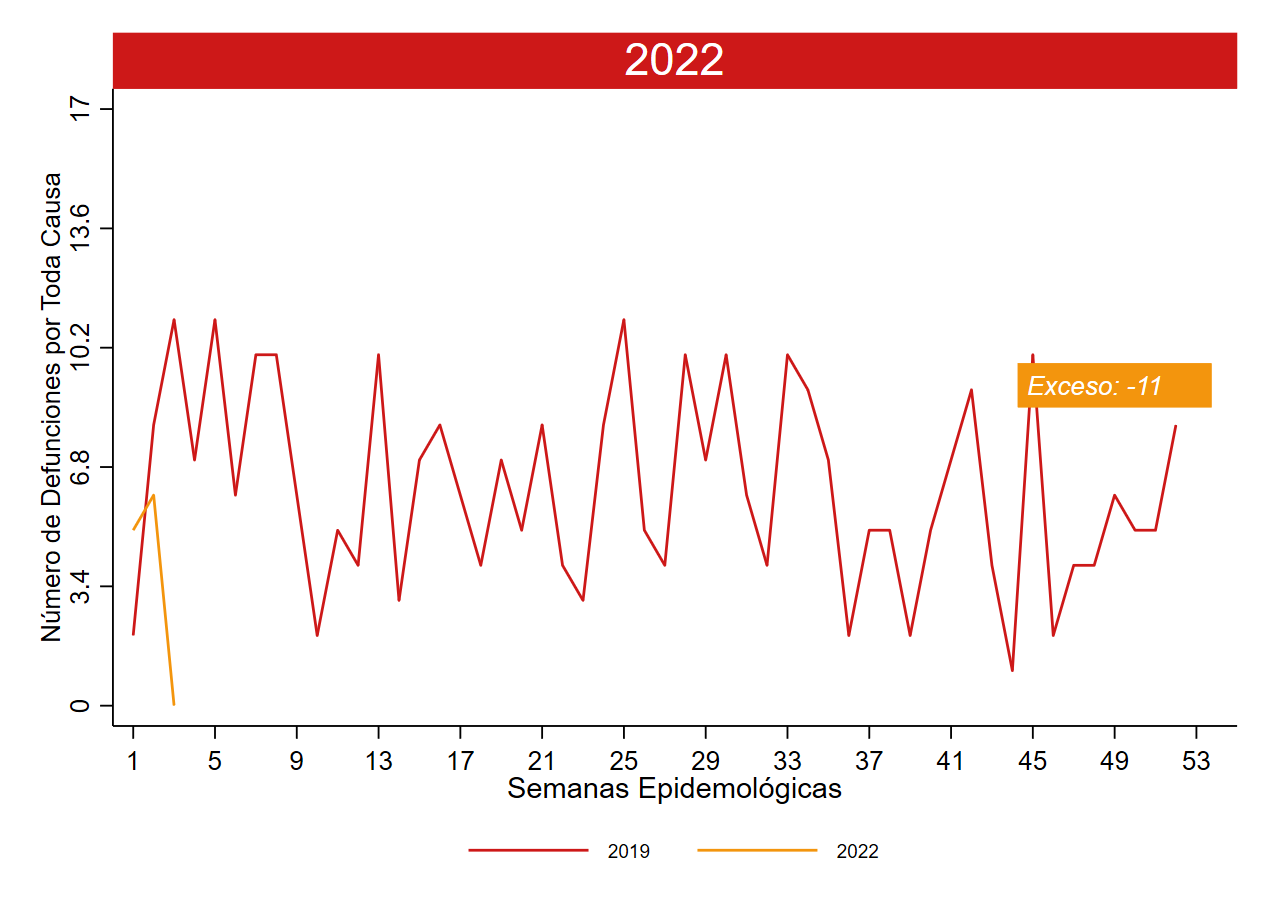 2022
Número de Defunciones por Toda Causa
17
13.6
10.2
6.8
3.4
0
Exceso: -11
1 5 9 13 17 21 25 29 33 37 41 45 49 53
Semanas Epidemológicas
2019 2022